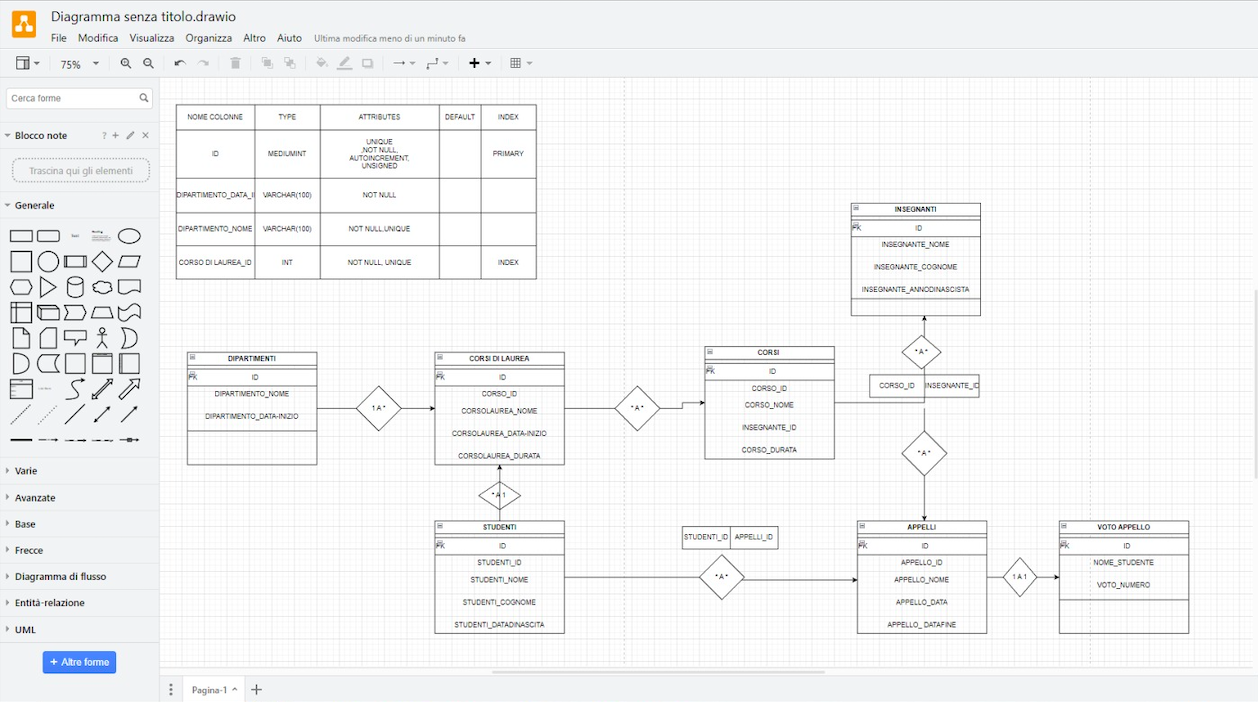 Diagramma senza titolo.drawio
File Modifica Visualizza Organizza Altro Aiuto Ultima modifica meno di un minuto fa
75%
Cerca forme
Blocco note
Trascina qui gli elementi
Generale
Text
Varie
Avanzate
Base
Frecce
Diagramma di flusso
Entità-relazione
UML
+ Altre forme
NOME COLONNE TYPE ATTRIBUTES DEFAULT INDEX
ID MEDIUMINT UNIQUE
,NOT NULL,
AUTOINCREMENT,
UNSIGNED
PRIMARY
DIPARTIMENTO_DATA_I VARCHAR(100) NOT NULL
DIPARTIMENTO_NOME VARCHAR(100) NOT NULL,UNIQUE
CORSO DI LAUREA_ID INT NOT NULL, UNIQUE INDEX
INSEGNANTI
PK ID
INSEGNANTE_NOME
INSEGNANTE_COGNOME
INSEGNANTE_ANNODINASCISTA
*A*
CORSO_ID INSEGNANTE_ID
DIPARTIMENTI
PK ID
DIPARTIMENTO_NOME
DIPARTIMENTO_DATA-INIZIO
1A*
CORSI DI LAUREA
PK ID
CORSO_ID
CORSOLAUREA_NOME
CORSOLAUREA_DATA-INIZIO
CORSOLAUREA_DURATA
*A*
CORSI
PK ID
CORSO_ID
CORSO_NOME
INSEGNANTE_ID
CORSO_DURATA
*A*
*A1
STUDENTI
PK ID
STUDENTI_ID
STUDENTI_NOME
STUDENTI_COGNOME
STUDENTI_DATADINASCITA
STUDENTI_ID APPELLI_ID
*A*
APPELLI
PK ID
APPELLO_ID
APPELLO_NOME
APPELLO_DATA
APPELLO_ DATAFINE
1A1
VOTO APPELLO
PK ID
NOME_STUDENTE
VOTO_NUMERO
Pagina-1